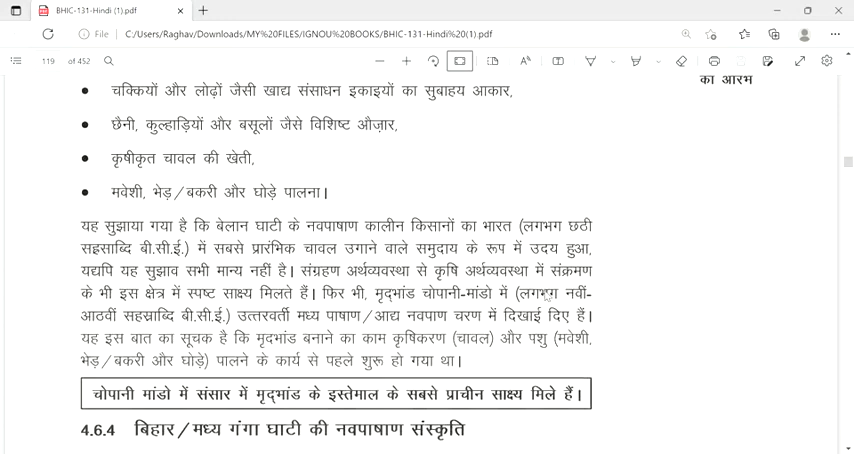 BHIC-131-Hindi (1).pdf
File C:/Users/Raghav/Downloads/MY%20FILES/IGNOU%20BOOKS/BHIC-131-Hindi%20(1).pdf
119 of 452
का आरंभ
• चक्कियों और लोढ़ों जैसी खाद्य संसाधन इकाइयों का सुबाहय आकार,
• छैनी, कुल्हाड़ियों और बसूलों जैसे विशिष्ट औज़ार,
• कृषीकृत चावल की खेती,
• मवेशी, भेड़/बकरी और घोड़े पालना।
यह सुझाया गया है कि बेलान घाटी के नवपाषाण कालीन किसानों का भारत (लगभग छठी
सहस्राब्दि बी.सी.ई.) में सबसे प्रारंभिक चावल उगाने वाले समुदाय के रूप में उदय हुआ,
यद्यपि यह सुझाव सभी मान्य नहीं है। संग्रहण अर्थव्यवस्था से कृषि अर्थव्यवस्था में संक्रमण
के भी इस क्षेत्र में स्पष्ट साक्ष्य मिलते हैं। फिर भी, मृद्भांड चोपानी-मांडो में (लगभग नवीं-
आठवीं सहस्राब्दि बी.सी.ई.) उत्तरवर्ती मध्य पाषाण/आद्य नवपाण चरण में दिखाई दिए हैं।
यह इस बात का सूचक है कि मृदभांड बनाने का काम कृषिकरण (चावल) और पशु (मवेशी,
भेड़/बकरी और घोड़े) पालने के कार्य से पहले शुरू हो गया था।
चोपानी मांडो में संसार में मृद्भांड के इस्तेमाल के सबसे प्राचीन साक्ष्य मिले हैं।
4.6.4 बिहार/मध्य गंगा घाटी की नवपाषाण संस्कृति